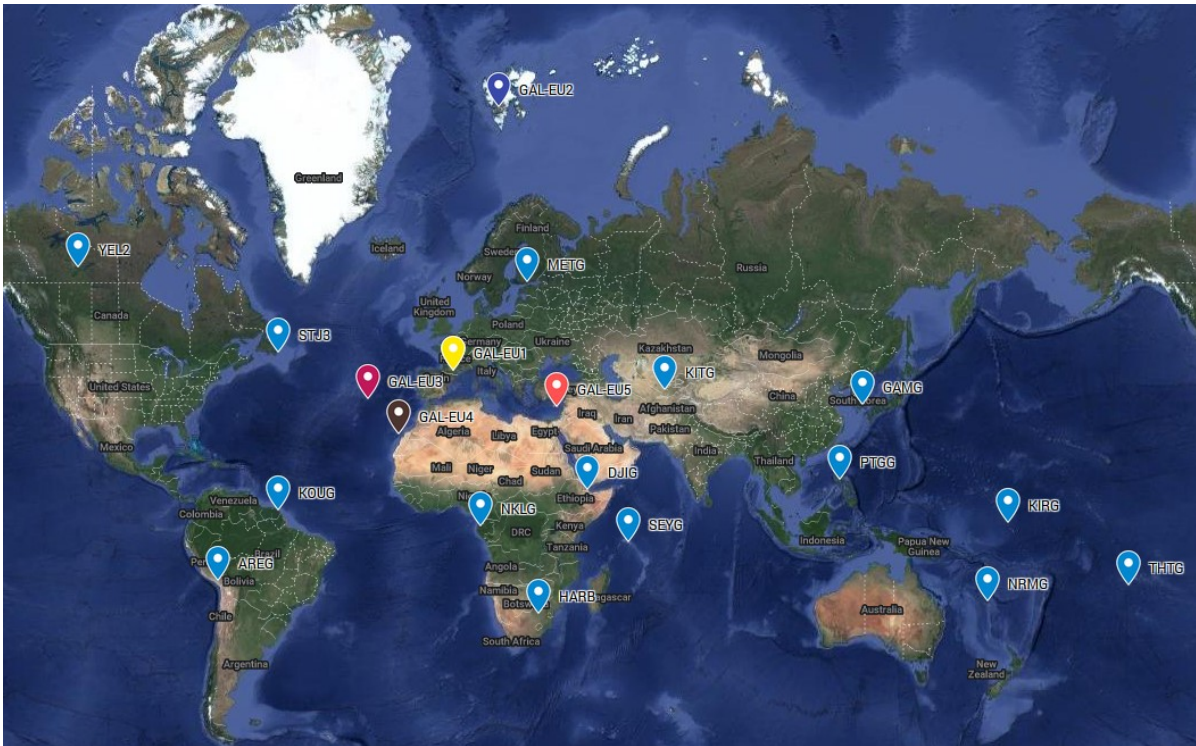 GAL-EU2
Greenland
Finland
YEL2
Iceland
Sweden
METG
Norway
Russia
United
Kingdom
Canada
Poland
STJ3
Germany
Ukraine
Kazakhstan
GAL-EU1
Mongolia
Italy
KITG
GAL-EU3
United States
GAL-EU5
GAMG
China
South Korea
Afghanistan
GAL-EU4
Iraq
Iran
Pakistan
Algeria
Libya
Egypt
Mexico
Saudi Arabia
India
Thailand
PTGG
Mali
Niger
Sudan
DJIG
Chad
KOUG
Venezuela
Ethiopia
KIRG
Colombia
NKLG
SEYG
Kenya
DRC
Indonesia
Papua New
Guinea
Tanzania
Brazil
AREG
Angola
THTG
Bolivia
NRMG
Namibia
HARB
Australia
Chile
South Africa
Argentina
New
Zealand